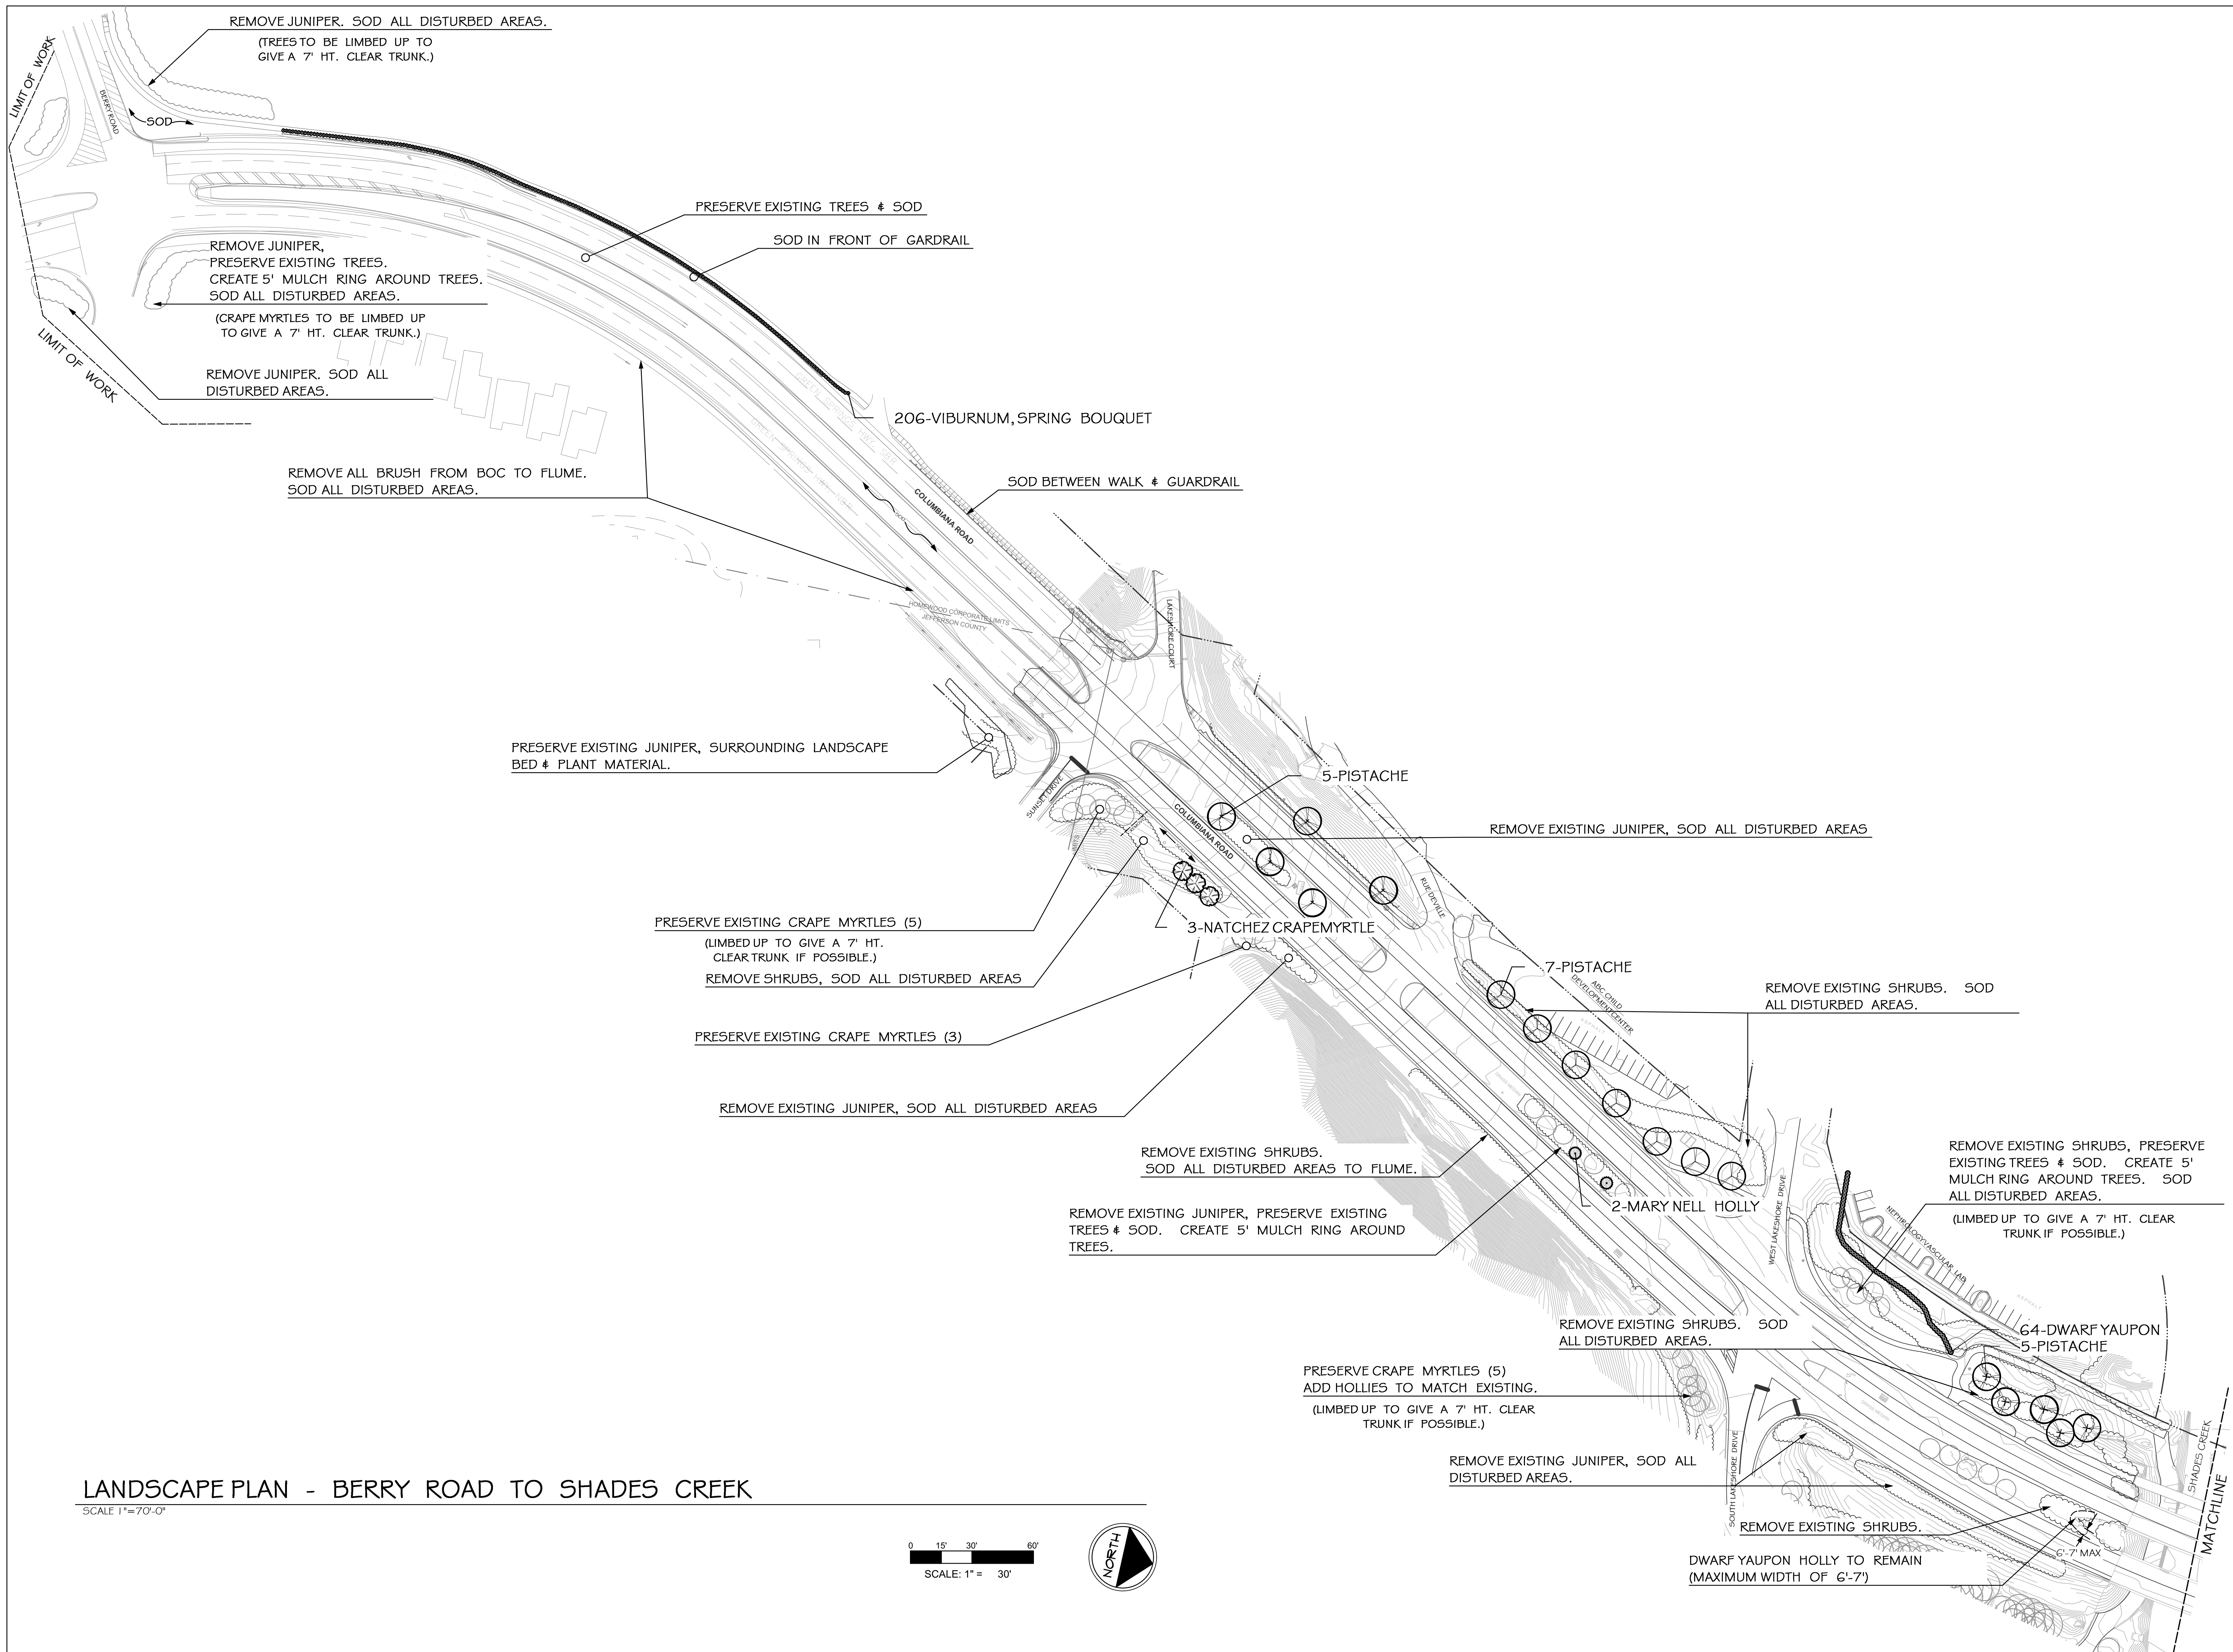 REMOVE JUNIPER. SOD ALL DISTURBED AREAS.
(TREES TO BE LIMBED UP TO
GIVE A 7' HT. CLEAR TRUNK.)
LIMIT OF WORK
BERRY ROAD
SOD
PRESERVE EXISTING TREES & SOD
SOD IN FRONT OF GARDRAIL
REMOVE JUNIPER,
PRESERVE EXISTING TREES.
CREATE 5' MULCH RING AROUND TREES.
SOD ALL DISTURBED AREAS.
(CRAPE MYRTLES TO BE LIMBED UP
TO GIVE A 7' HT. CLEAR TRUNK.)
LIMIT OF WORK
REMOVE JUNIPER. SOD ALL
DISTURBED AREAS.
206-VIBURNUM, SPRING BOUQUET
REMOVE ALL BRUSH FROM BOC TO FLUME.
SOD ALL DISTURBED AREAS.
SOD BETWEEN WALK & GUARDRAIL
SOD
COLUMBIANA ROAD
HOMEWOOD CORPORATE LIMITS
JEFFERSON COUNTY
LAKESHORE COURT
PRESERVE EXISTING JUNIPER, SURROUNDING LANDSCAPE
BED & PLANT MATERIAL.
SUNSET DRIVE
5-PISTACHE
COLUMBIANA ROAD
REMOVE EXISTING JUNIPER, SOD ALL DISTURBED AREAS
RUE DEVILLE
PRESERVE EXISTING CRAPE MYRTLES (5)
(LIMBED UP TO GIVE A 7' HT.
CLEAR TRUNK IF POSSIBLE.)
3-NATCHEZ CRAPEMYRTLE
REMOVE SHRUBS, SOD ALL DISTURBED AREAS
7-PISTACHE
ABC CHILD
DEVELOPMENT CENTER
REMOVE EXISTING SHRUBS. SOD
ALL DISTURBED AREAS.
ASPHALT
PRESERVE EXISTING CRAPE MYRTLES (3)
REMOVE EXISTING JUNIPER, SOD ALL DISTURBED AREAS
REMOVE EXISTING SHRUBS.
SOD ALL DISTURBED AREAS TO FLUME.
REMOVE EXISTING SHRUBS, PRESERVE
EXISTING TREES & SOD. CREATE 5'
MULCH RING AROUND TREES. SOD
ALL DISTURBED AREAS.
(LIMBED UP TO GIVE A 7' HT. CLEAR
TRUNK IF POSSIBLE.)
2-MARY NELL HOLLY
REMOVE EXISTING JUNIPER, PRESERVE EXISTING
TREES & SOD. CREATE 5' MULCH RING AROUND
TREES.
WEST LAKESHORE DRIVE
NEPHROLOGY VASCULAR LAB
ASPHALT
REMOVE EXISTING SHRUBS. SOD
ALL DISTURBED AREAS.
64-DWARF YAUPON
5-PISTACHE
PRESERVE CRAPE MYRTLES (5)
ADD HOLLIES TO MATCH EXISTING.
(LIMBED UP TO GIVE A 7' HT. CLEAR
TRUNK IF POSSIBLE.)
REMOVE EXISTING JUNIPER, SOD ALL
DISTURBED AREAS.
SOUTH LAKESHORE DRIVE
SHADES CREEK
MATCHLINE
REMOVE EXISTING SHRUBS.
6'-7' MAX
DWARF YAUPON HOLLY TO REMAIN
(MAXIMUM WIDTH OF 6'-7')
LANDSCAPE PLAN - BERRY ROAD TO SHADES CREEK
SCALE 1"=70'-0"
0 15' 30' 60'
SCALE: 1" = 30'
NORTH